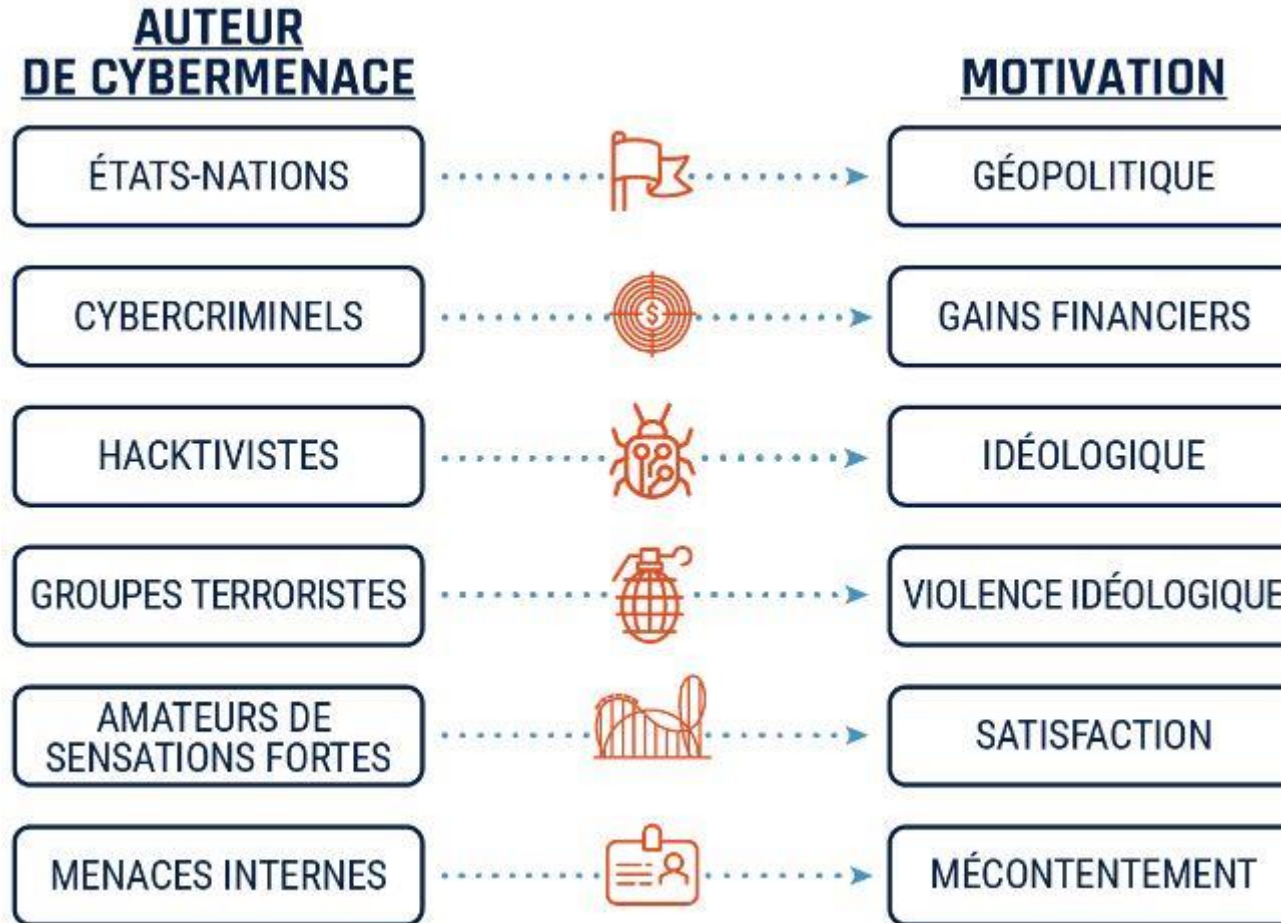 AUTEUR
DE CYBERMENACE
MOTIVATION
ÉTATS-NATIONS
GÉOPOLITIQUE
CYBERCRIMINELS
$
GAINS FINANCIERS
HACKTIVISTES
IDÉOLOGIQUE
GROUPES TERRORISTES
VIOLENCE IDÉOLOGIQUE
AMATEURS DE
SENSATIONS FORTES
SATISFACTION
MENACES INTERNES
MÉCONTENTEMENT